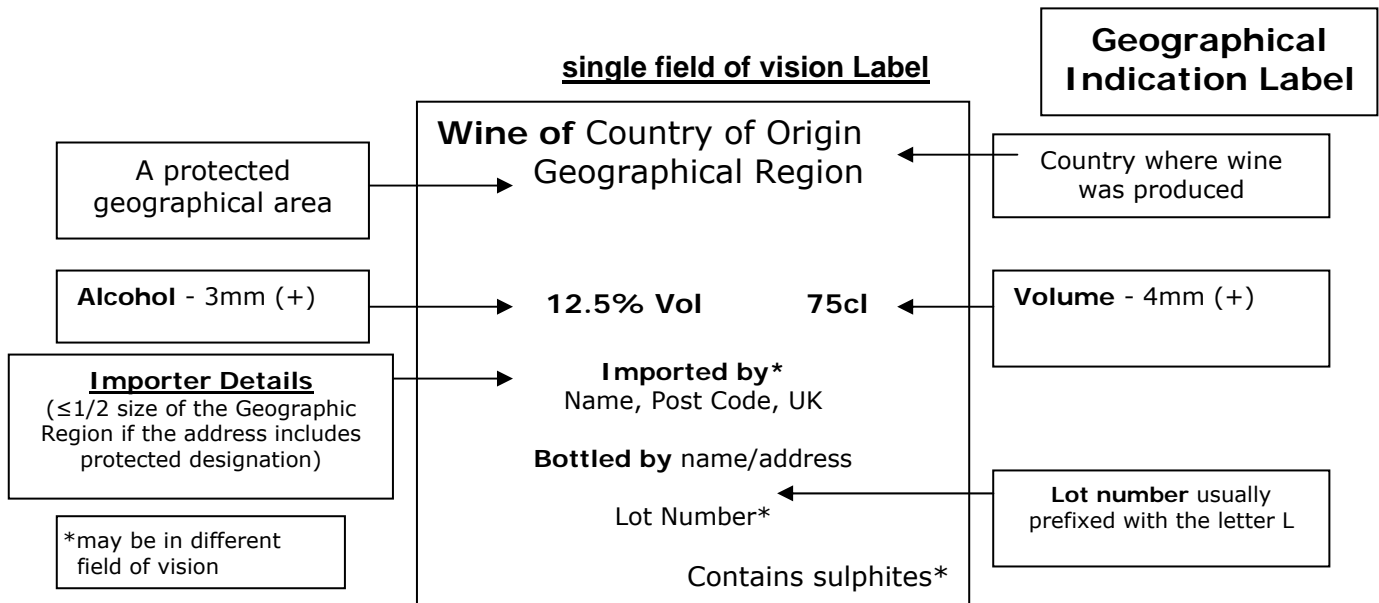 Geographical
Indication Label
single field of vision Label
Wine of Country of Origin
Geographical Region
A protected
geographical area
Country where wine
was produced
Alcohol - 3mm (+)
12.5% Vol 75cl
Volume - 4mm (+)
Importer Details
(≤1/2 size of the Geographic
Region if the address includes
protected designation)
Imported by*
Name, Post Code, UK
Bottled by name/address
Lot Number*
Lot number usually
prefixed with the letter L
*may be in different
field of vision
Contains sulphites*